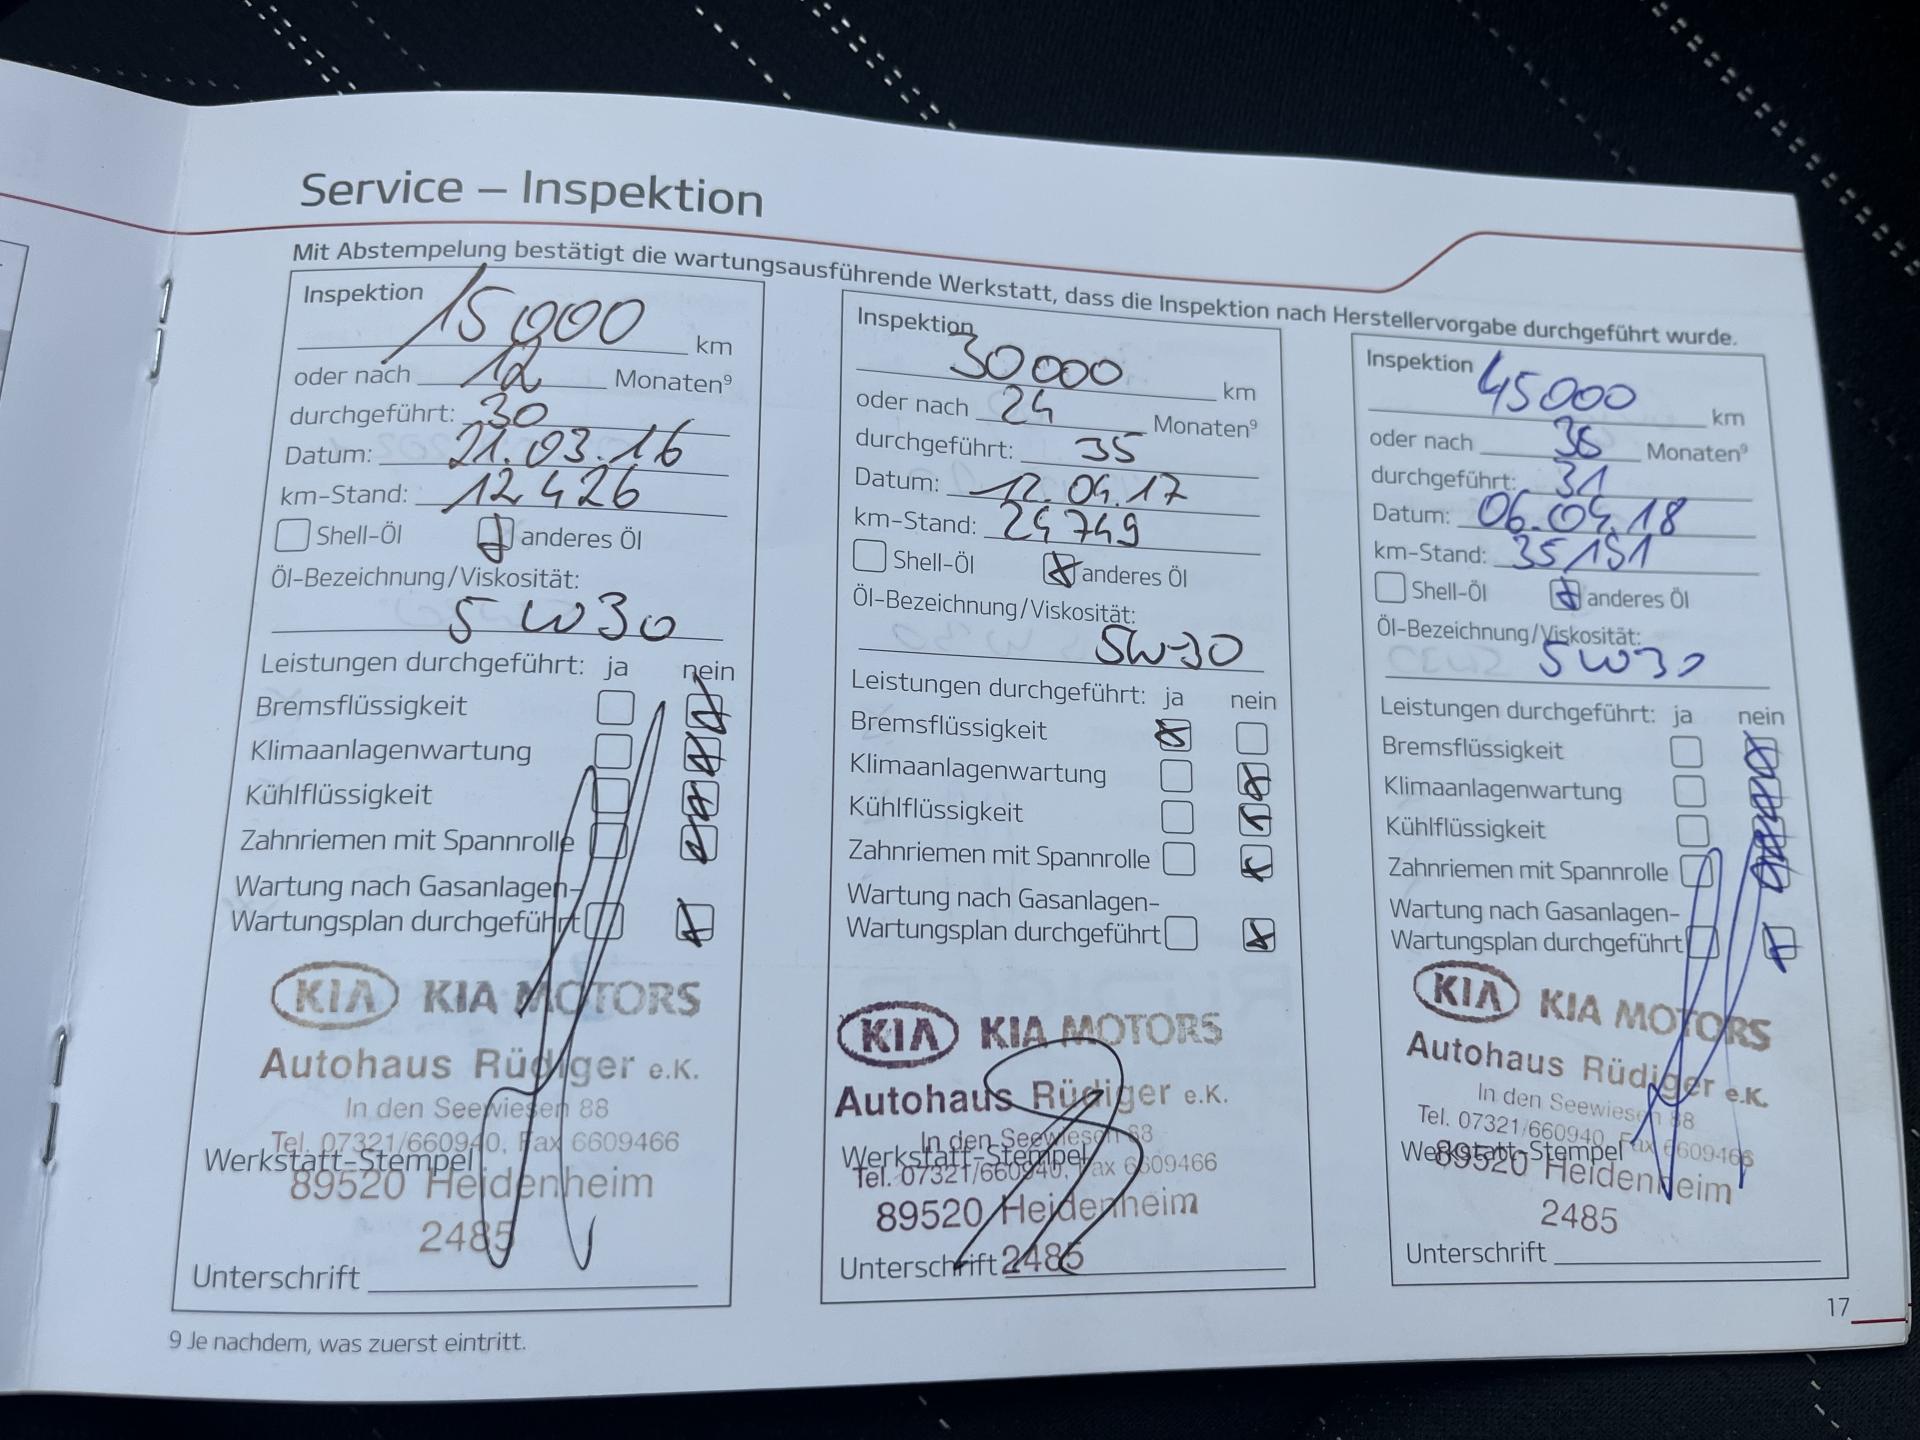 Service – Inspektion
Mit Abstempelung bestätigt die wartungsausführende Werkstatt, dass die Inspektion nach Herstellervorgabe durchgeführt wurde.
Inspektion 15000 km
oder nach 12 Monaten⁹
durchgeführt: 30
Datum: 21.03.16
km-Stand: 12426
Shell-Öl anderes Öl
Öl-Bezeichnung/Viskosität:
5W30
Leistungen durchgeführt: ja nein
Bremsflüssigkeit
Klimaanlagenwartung
Kühlflüssigkeit
Zahnriemen mit Spannrolle
Wartung nach Gasanlagen-
Wartungsplan durchgeführt
KIA KIA MOTORS
Autohaus Rüdiger e.K.
In den Seewiesen 88
Tel. 07321/660940, Fax 6609466
Werkstatt-Stempel
89520 Heidenheim
2485
Unterschrift
Inspektion 30000 km
oder nach 24 Monaten⁹
durchgeführt: 35
Datum: 12.04.17
km-Stand: 24749
Shell-Öl anderes Öl
Öl-Bezeichnung/Viskosität:
5W-30
Leistungen durchgeführt: ja nein
Bremsflüssigkeit
Klimaanlagenwartung
Kühlflüssigkeit
Zahnriemen mit Spannrolle
Wartung nach Gasanlagen-
Wartungsplan durchgeführt
KIA KIA MOTORS
Autohaus Rüdiger e.K.
In den Seewiesen 88
Werkstatt-Stempel
Tel. 07321/660940, Fax 6609466
89520 Heidenheim
2485
Unterschrift
Inspektion 45000 km
oder nach 36 Monaten⁹
durchgeführt: 31
Datum: 06.04.18
km-Stand: 35151
Shell-Öl anderes Öl
Öl-Bezeichnung/Viskosität:
5W30
Leistungen durchgeführt: ja nein
Bremsflüssigkeit
Klimaanlagenwartung
Kühlflüssigkeit
Zahnriemen mit Spannrolle
Wartung nach Gasanlagen-
Wartungsplan durchgeführt
KIA KIA MOTORS
Autohaus Rüdiger e.K.
In den Seewiesen 88
Tel. 07321/660940, Fax 6609466
Werkstatt-Stempel
89520 Heidenheim
2485
Unterschrift
9 Je nachdem, was zuerst eintritt.
17